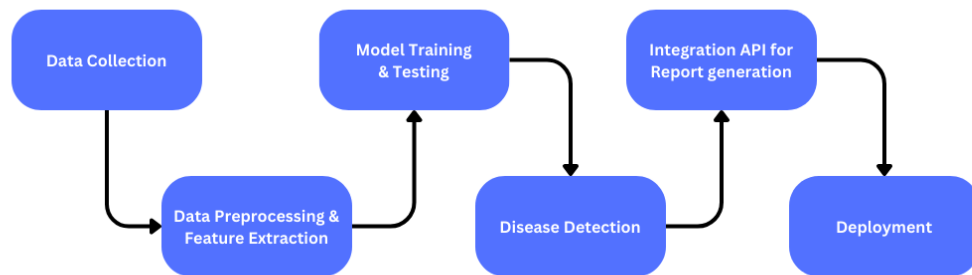 Data Collection
Data Preprocessing &
Feature Extraction
Model Training
& Testing
Disease Detection
Integration API for
Report generation
Deployment